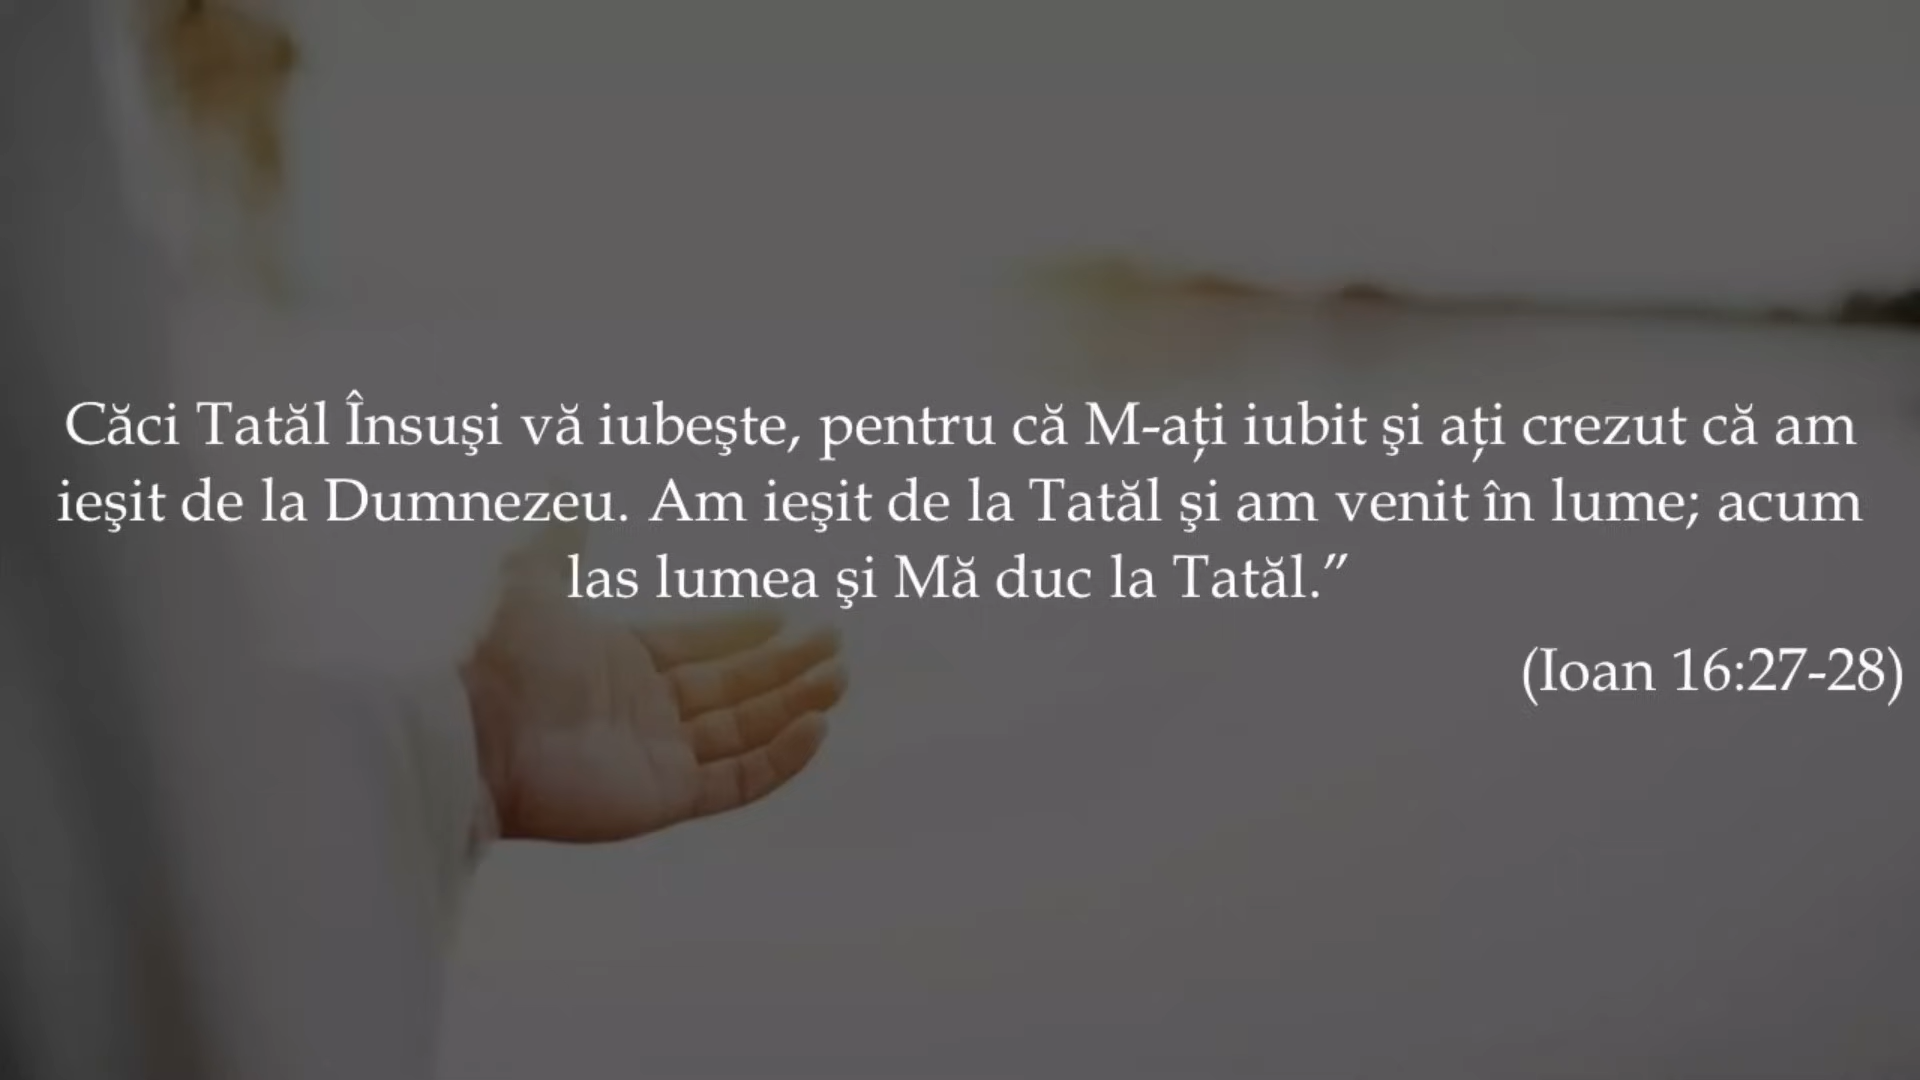 Căci Tatăl Însuşi vă iubeşte, pentru că M-aţi iubit şi aţi crezut că am
ieşit de la Dumnezeu. Am ieşit de la Tatăl şi am venit în lume; acum
las lumea şi Mă duc la Tatăl.”
(Ioan 16:27-28)